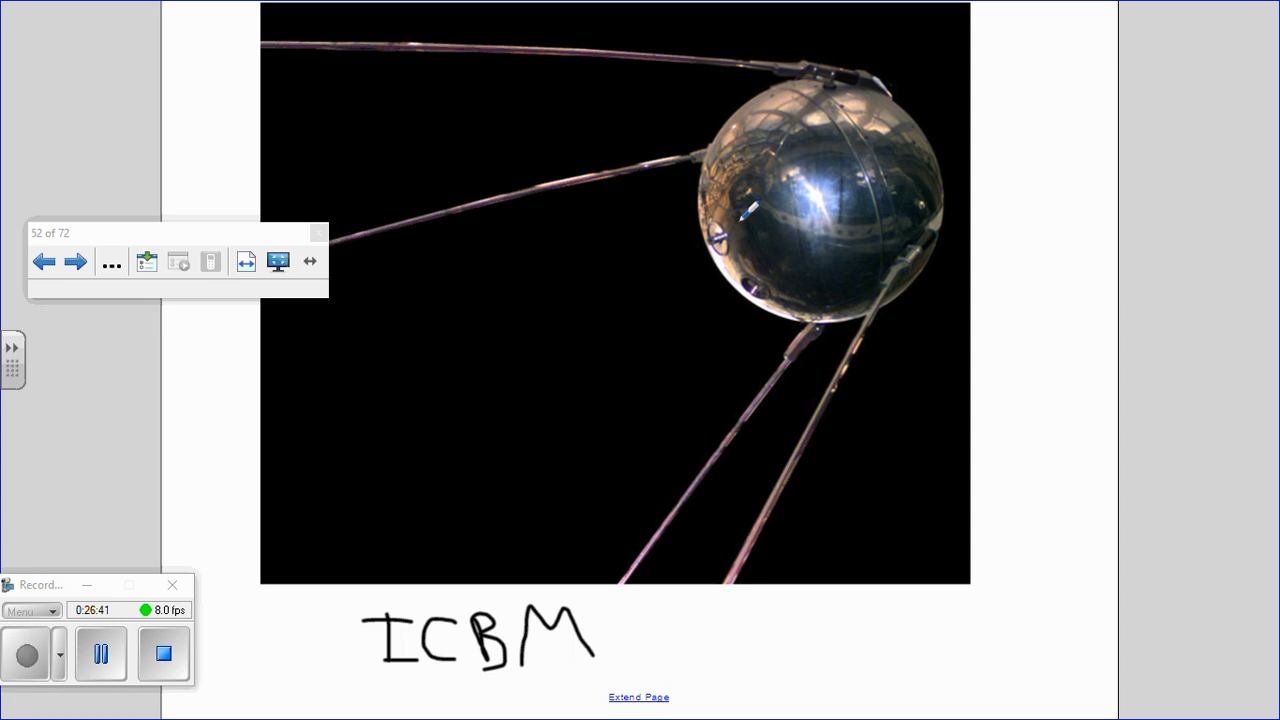 52 of 72
Record...
Menu
0:26:41
8.0 fps
ICBM
Extend Page